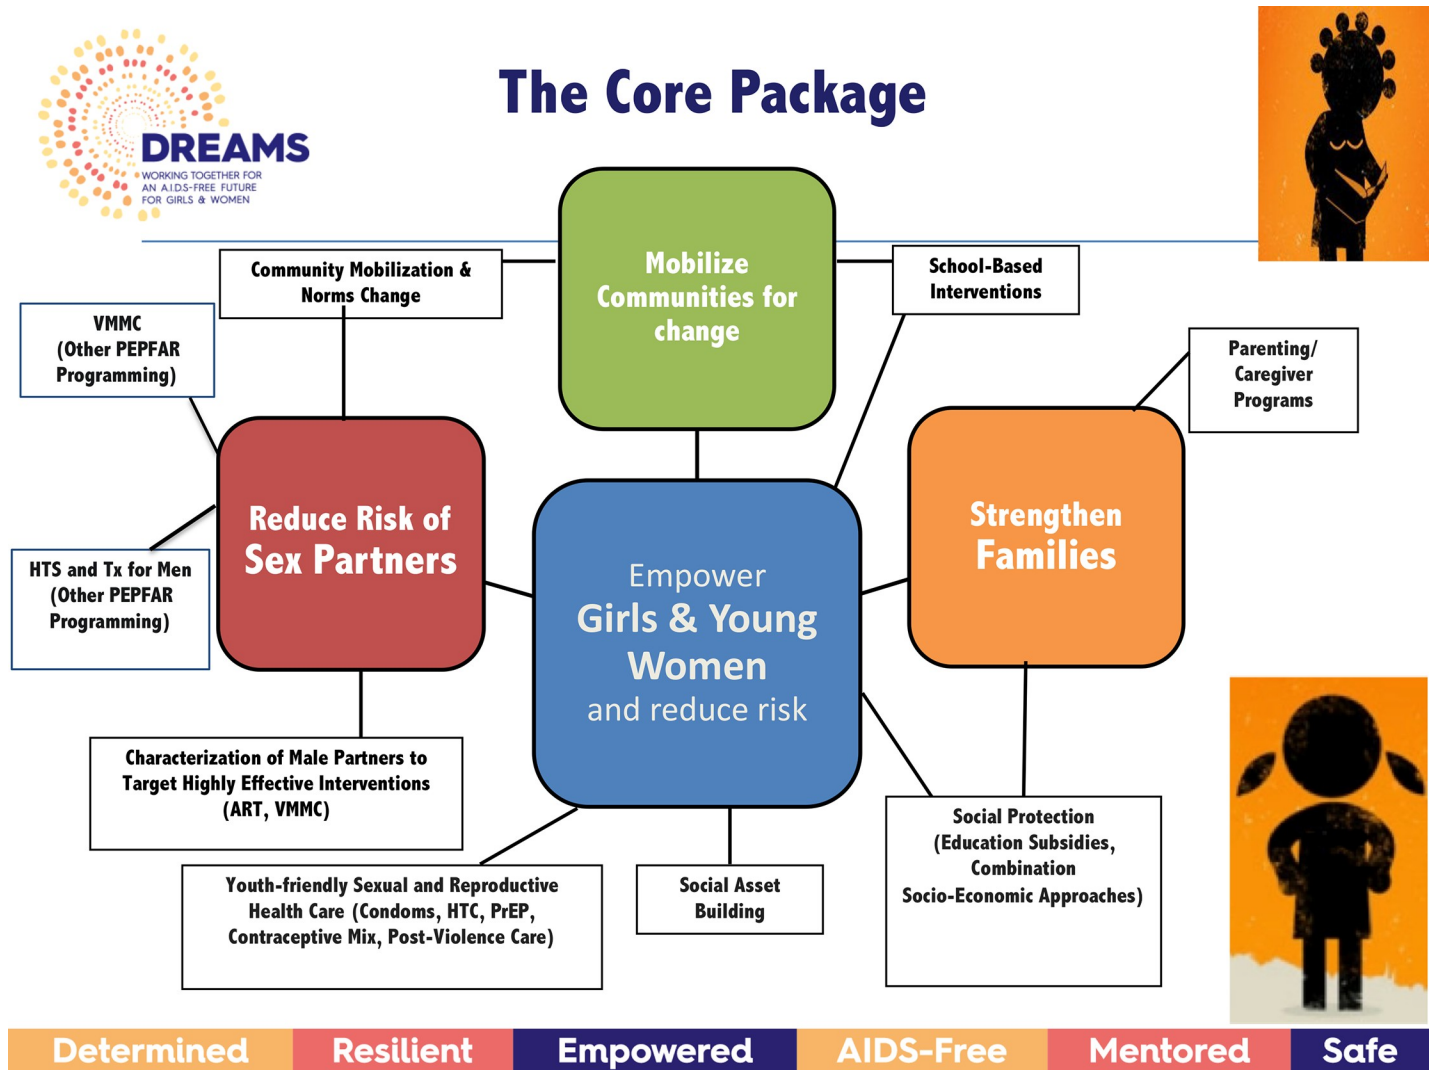 The Core Package
DREAMS
WORKING TOGETHER FOR
AN A.I.D.S-FREE FUTURE
FOR GIRLS & WOMEN
Mobilize
Communities for
change
Community Mobilization &
Norms Change
School-Based
Interventions
VMMC
(Other PEPFAR
Programming)
Parenting/
Caregiver
Programs
Reduce Risk of
Sex Partners
Strengthen
Families
HTS and Tx for Men
(Other PEPFAR
Programming)
Empower
Girls & Young
Women
and reduce risk
Characterization of Male Partners to
Target Highly Effective Interventions
(ART, VMMC)
Youth-friendly Sexual and Reproductive
Health Care (Condoms, HTC, PrEP,
Contraceptive Mix, Post-Violence Care)
Social Asset
Building
Social Protection
(Education Subsidies,
Combination
Socio-Economic Approaches)
Determined
Resilient
Empowered
AIDS-Free
Mentored
Safe